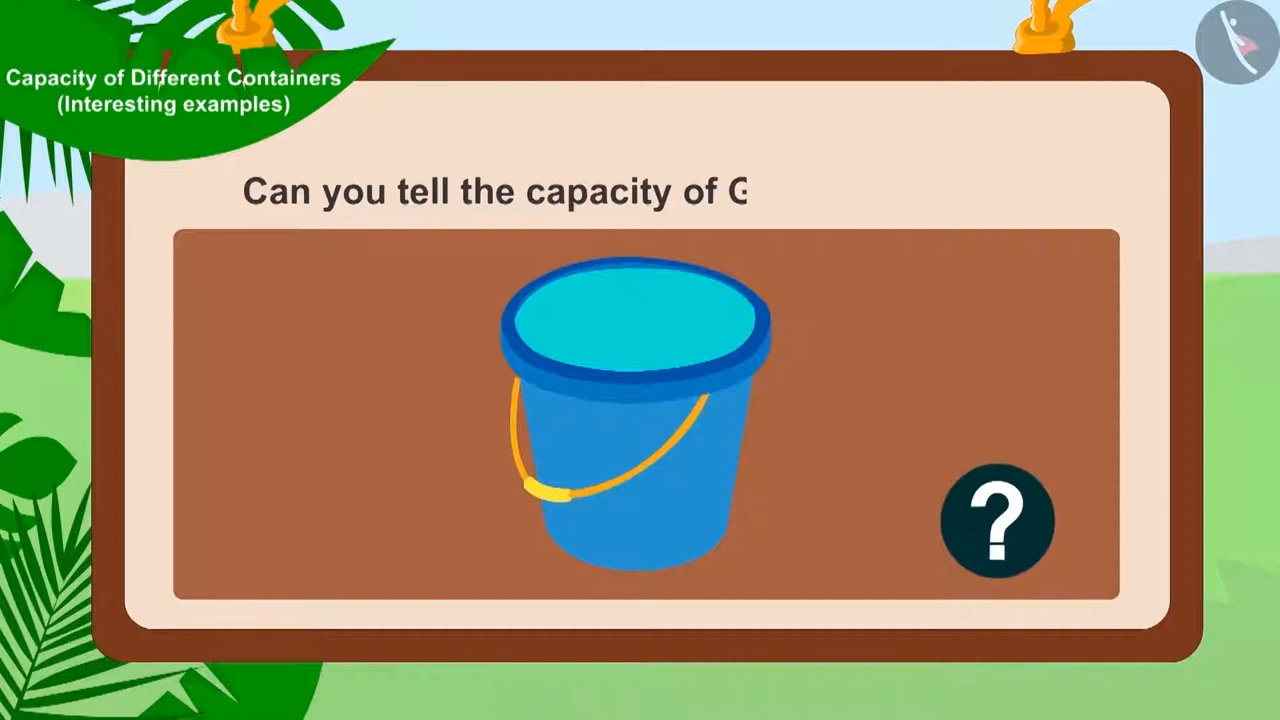 Capacity of Different Containers
(Interesting examples)
Can you tell the capacity of G
?